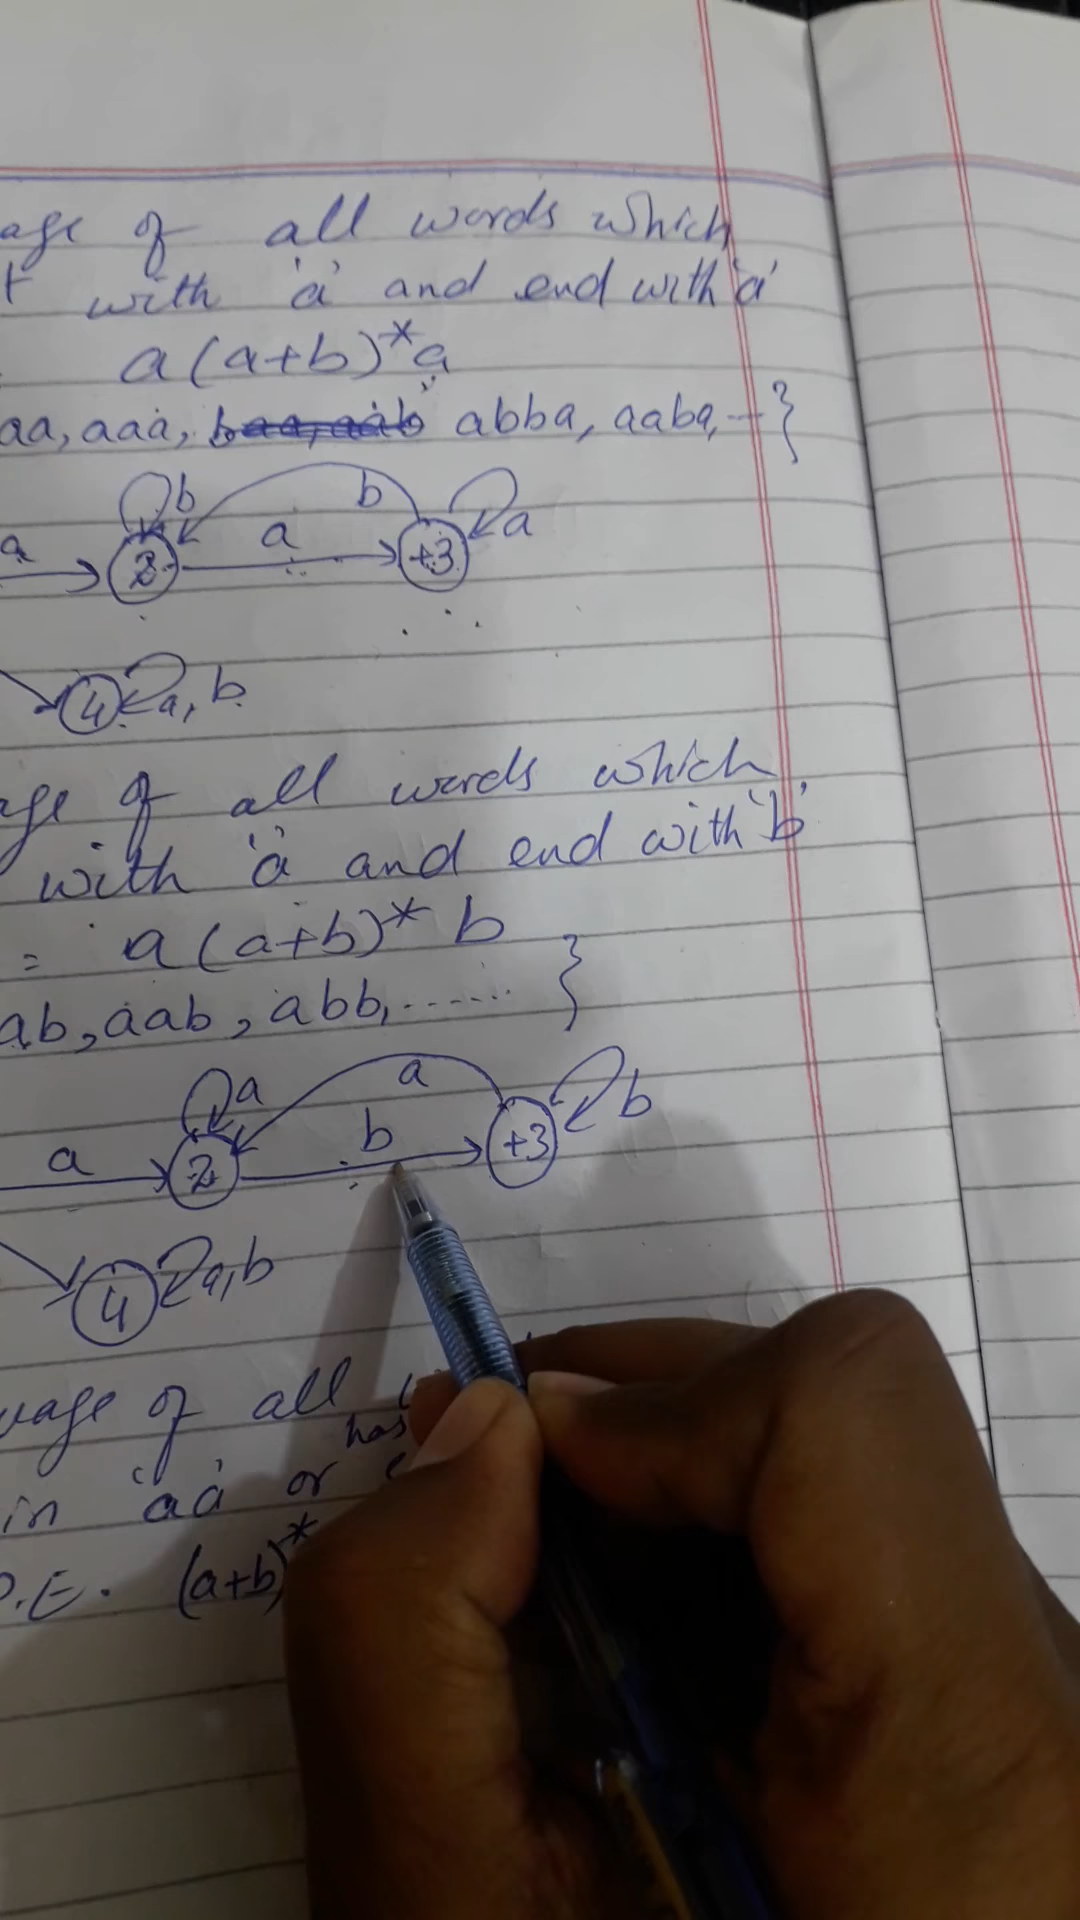 of all words which
with 'a' and end with 'a'
a(a+b)*a
aa, aaa, abba, aaba, ... }
b b a
a a +3
4 a, b
of all words which
with 'a' and end with 'b'
= a(a+b)* b
ab, aab, abb, ...... }
a a b
a 2 b +3
4 a, b
of all
has
in 'aa' or
(a+b)*